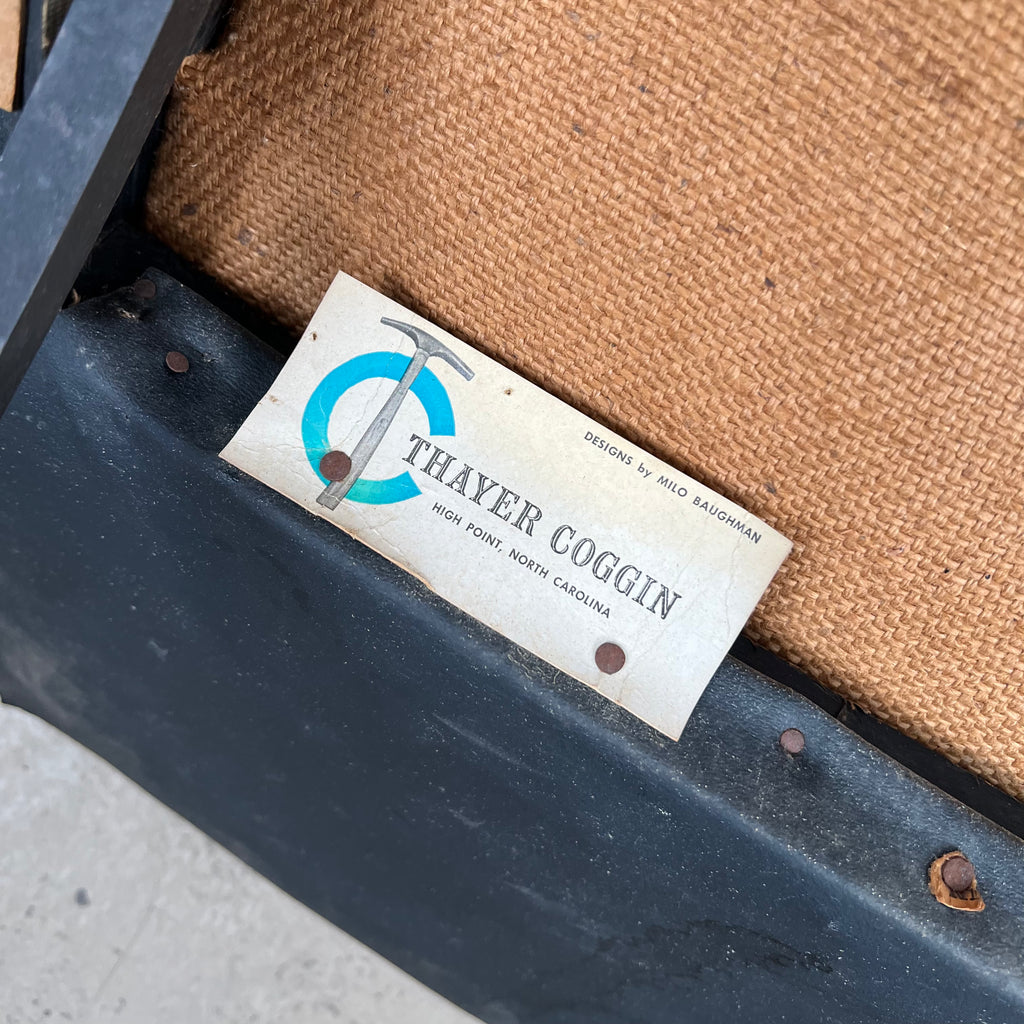 DESIGNS by MILO BAUGHMAN
THAYER COGGIN
HIGH POINT, NORTH CAROLINA